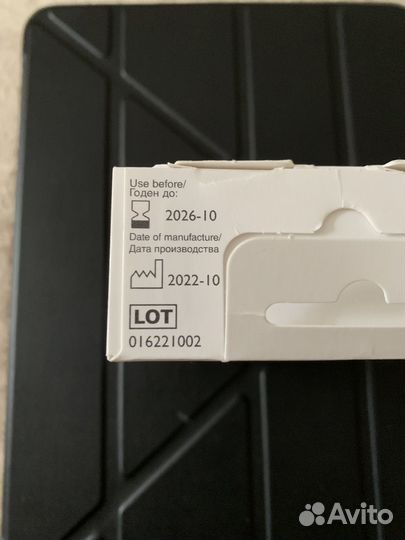 Use before/
Годен до:
2026-10
Date of manufacture/
Дата производства
2022-10
LOT
016221002
Avito